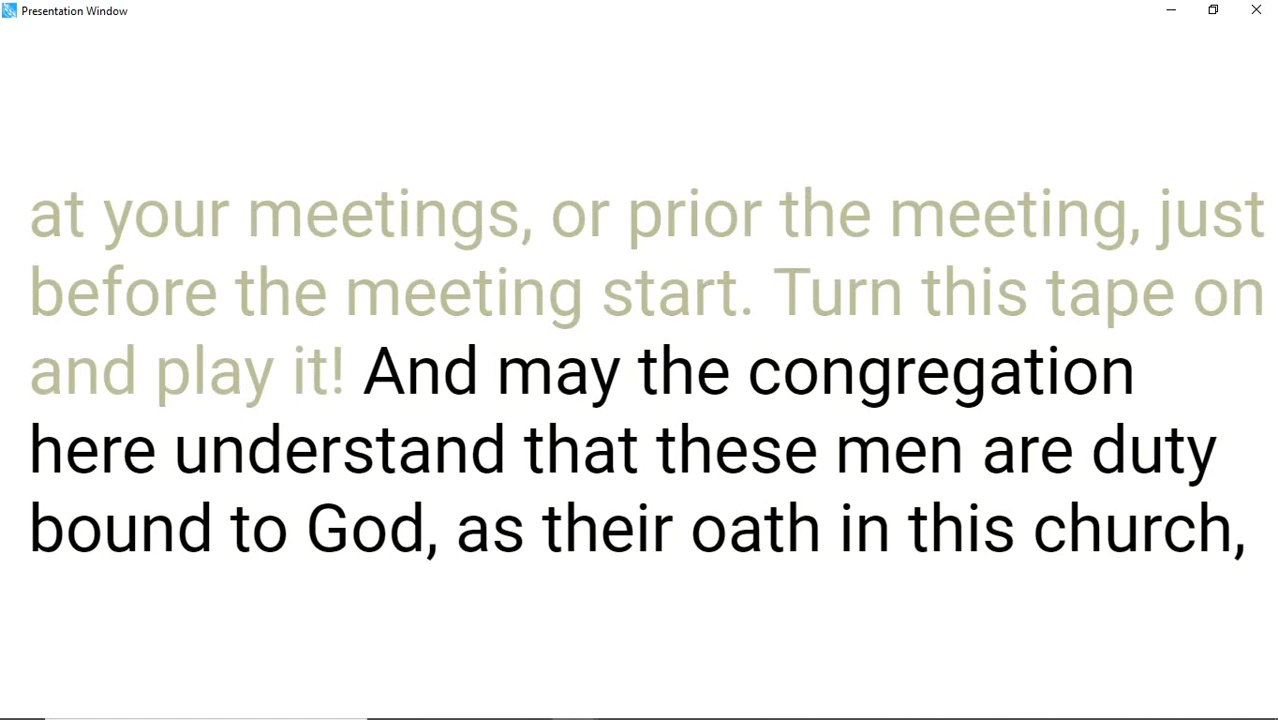 Presentation Window
at your meetings, or prior the meeting, just
before the meeting start. Turn this tape on
and play it! And may the congregation
here understand that these men are duty
bound to God, as their oath in this church,